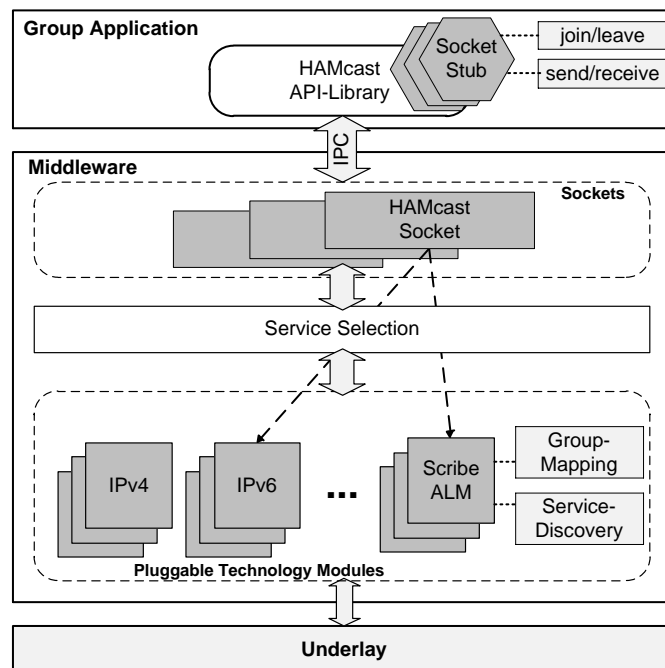 Group Application
HAMcast
API-Library
Socket
Stub
join/leave
send/receive
IPC
Middleware
Sockets
HAMcast
Socket
Service Selection
IPv4
IPv6
...
Scribe
ALM
Group-
Mapping
Service-
Discovery
Pluggable Technology Modules
Underlay